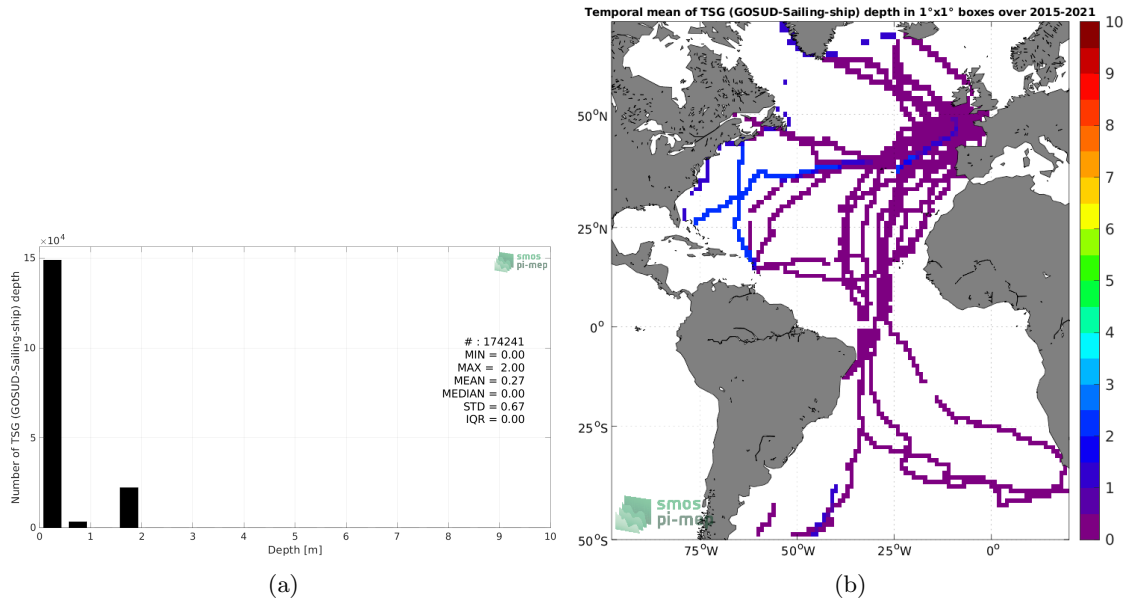 Temporal mean of TSG (GOSUD-Sailing-ship) depth in 1°x1° boxes over 2015-2021
×10⁴
15
10
5
0
Number of TSG (GOSUD-Sailing-ship) depth
smos
pi-mep
# : 174241
MIN = 0.00
MAX = 2.00
MEAN = 0.27
MEDIAN = 0.00
STD = 0.67
IQR = 0.00
0 1 2 3 4 5 6 7 8 9 10
Depth [m]
(a)
50°N
25°N
0°
25°S
50°S
75°W 50°W 25°W 0°
smos
pi-mep
10
9
8
7
6
5
4
3
2
1
0
(b)